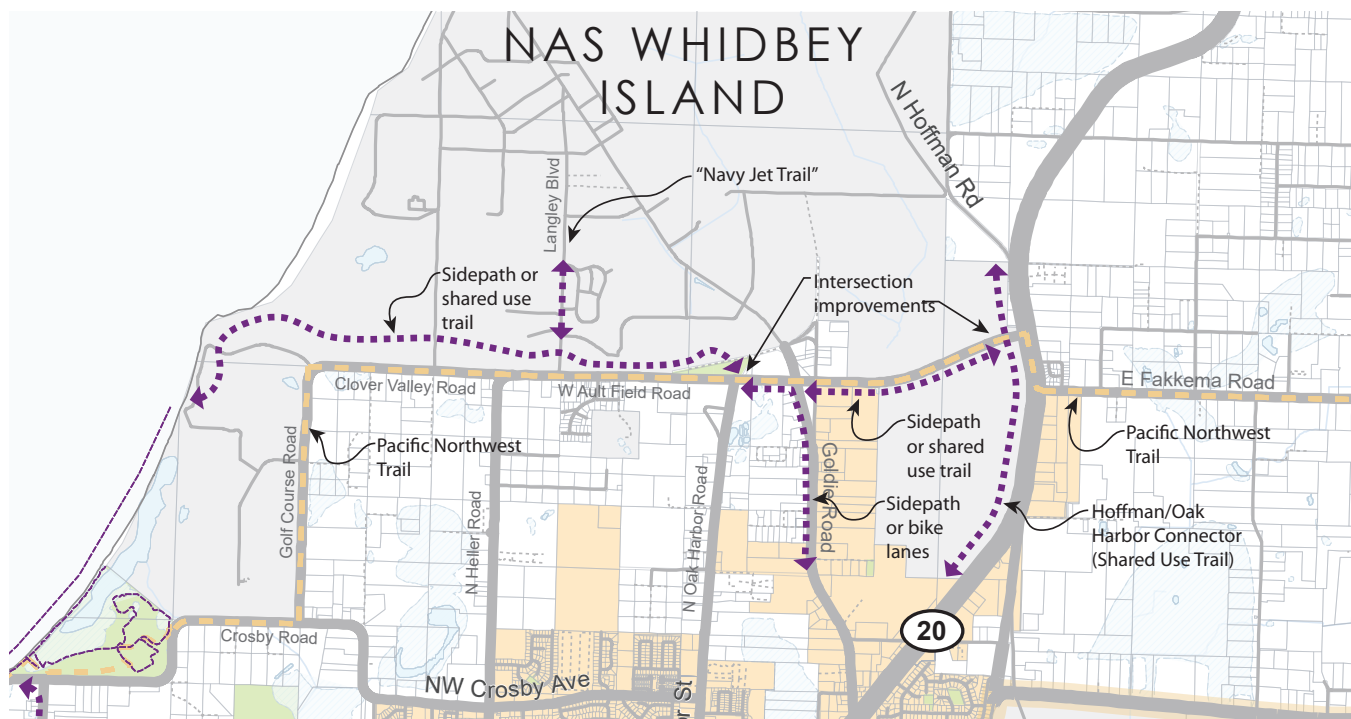 NAS WHIDBEY
ISLAND
N Hoffman Rd
"Navy Jet Trail"
Langley Blvd
Sidepath or
shared use
trail
Intersection
improvements
Clover Valley Road
W Ault Field Road
E Fakkema Road
Pacific Northwest
Trail
Golf Course Road
N Heller Road
N Oak Harbor Road
Goldie Road
Sidepath
or shared
use trail
Pacific Northwest
Trail
Sidepath
or bike
lanes
Hoffman/Oak
Harbor Connector
(Shared Use Trail)
Crosby Road
20
NW Crosby Ave
or St